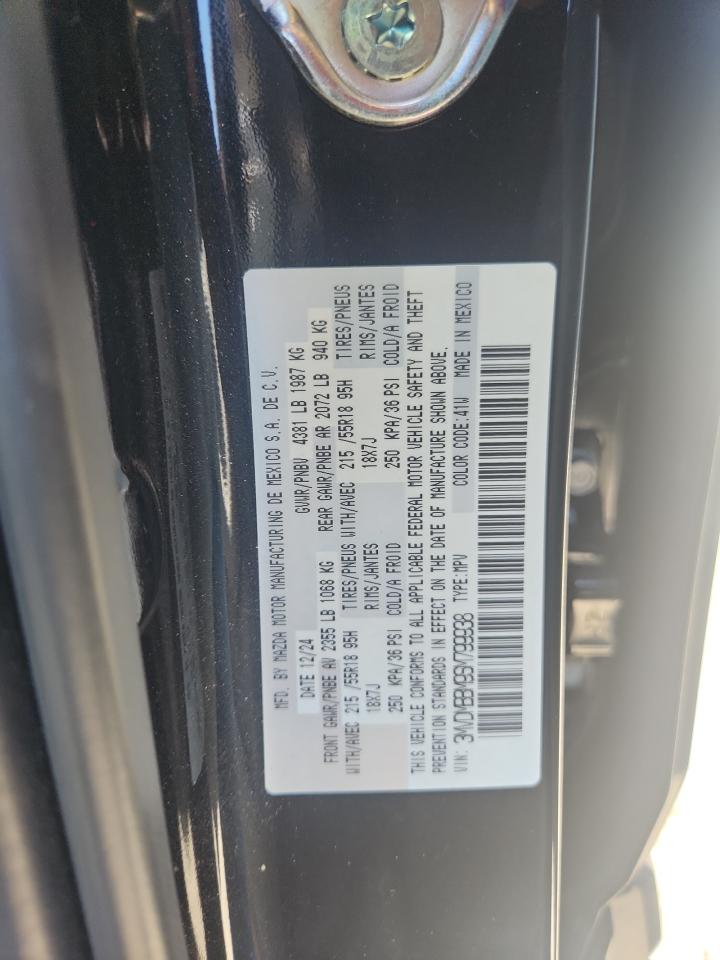 MFD. BY MAZDA MOTOR MANUFACTURING DE MEXICO S.A. DE C.V.
DATE 12/24 GVWR/PNBV 4381 LB 1987 KG
FRONT GAWR/PNBE AV 2355 LB 1068 KG REAR GAWR/PNBE AR 2072 LB 940 KG
WITH/AVEC 215 /55R18 95H TIRES/PNEUS WITH/AVEC 215 /55R18 95H TIRES/PNEUS
18X7J RIMS/JANTES 18X7J RIMS/JANTES
250 KPA/36 PSI COLD/A FROID 250 KPA/36 PSI COLD/A FROID
THIS VEHICLE CONFORMS TO ALL APPLICABLE FEDERAL MOTOR VEHICLE SAFETY AND THEFT
PREVENTION STANDARDS IN EFFECT ON THE DATE OF MANUFACTURE SHOWN ABOVE.
VIN: 3MVDMBBM9SM799938 TYPE:MPV COLOR CODE:41W MADE IN MEXICO